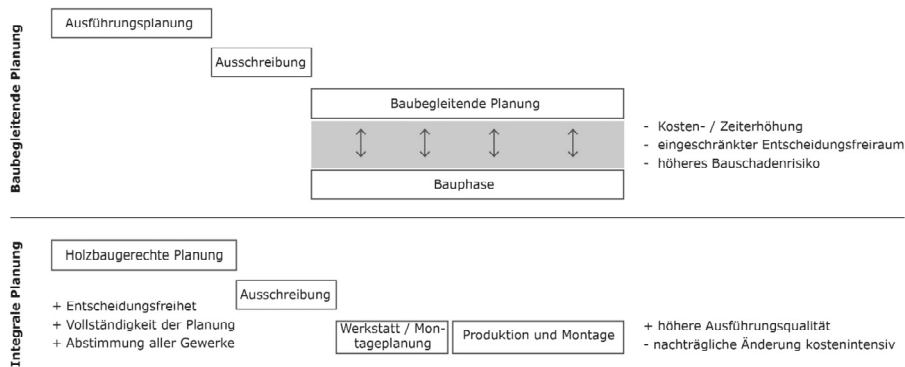 Baubegleitende Planung
Ausführungsplanung
Ausschreibung
Baubegleitende Planung
Bauphase
- Kosten- / Zeiterhöhung
- eingeschränkter Entscheidungsfreiraum
- höheres Bauschadenrisiko
Integrale Planung
Holzbaugerechte Planung
Ausschreibung
+ Entscheidungsfreihet
+ Vollständigkeit der Planung
+ Abstimmung aller Gewerke
Werkstatt / Mon-
tageplanung
Produktion und Montage
+ höhere Ausführungsqualität
- nachträgliche Änderung kostenintensiv